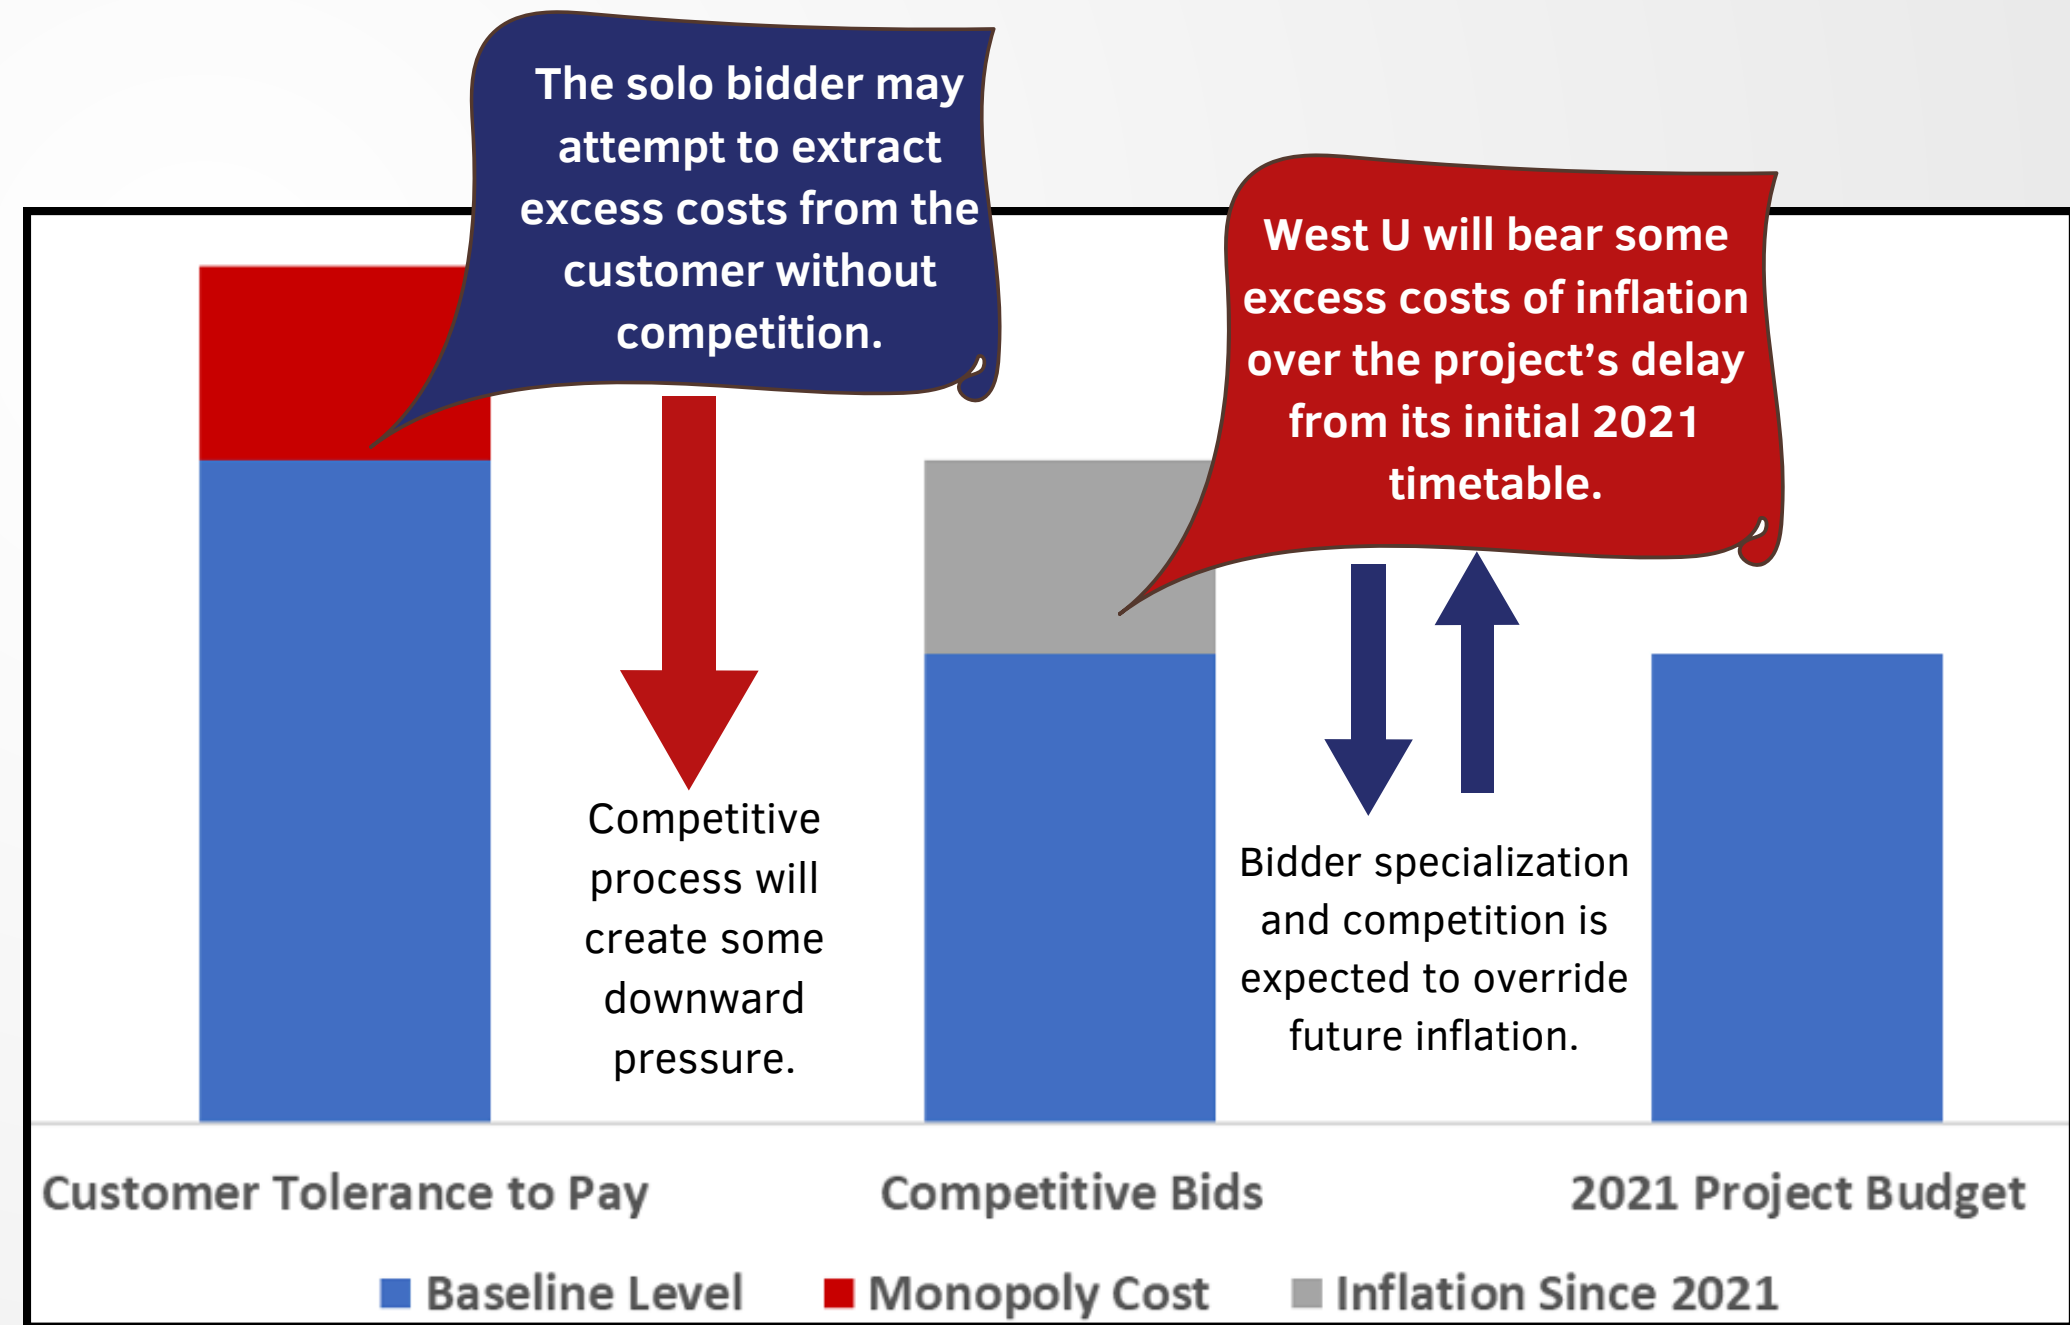 The solo bidder may
attempt to extract
excess costs from the
customer without
competition.
West U will bear some
excess costs of inflation
over the project’s delay
from its initial 2021
timetable.
Competitive
process will
create some
downward
pressure.
Bidder specialization
and competition is
expected to override
future inflation.
Customer Tolerance to Pay
Competitive Bids
2021 Project Budget
Baseline Level
Monopoly Cost
Inflation Since 2021